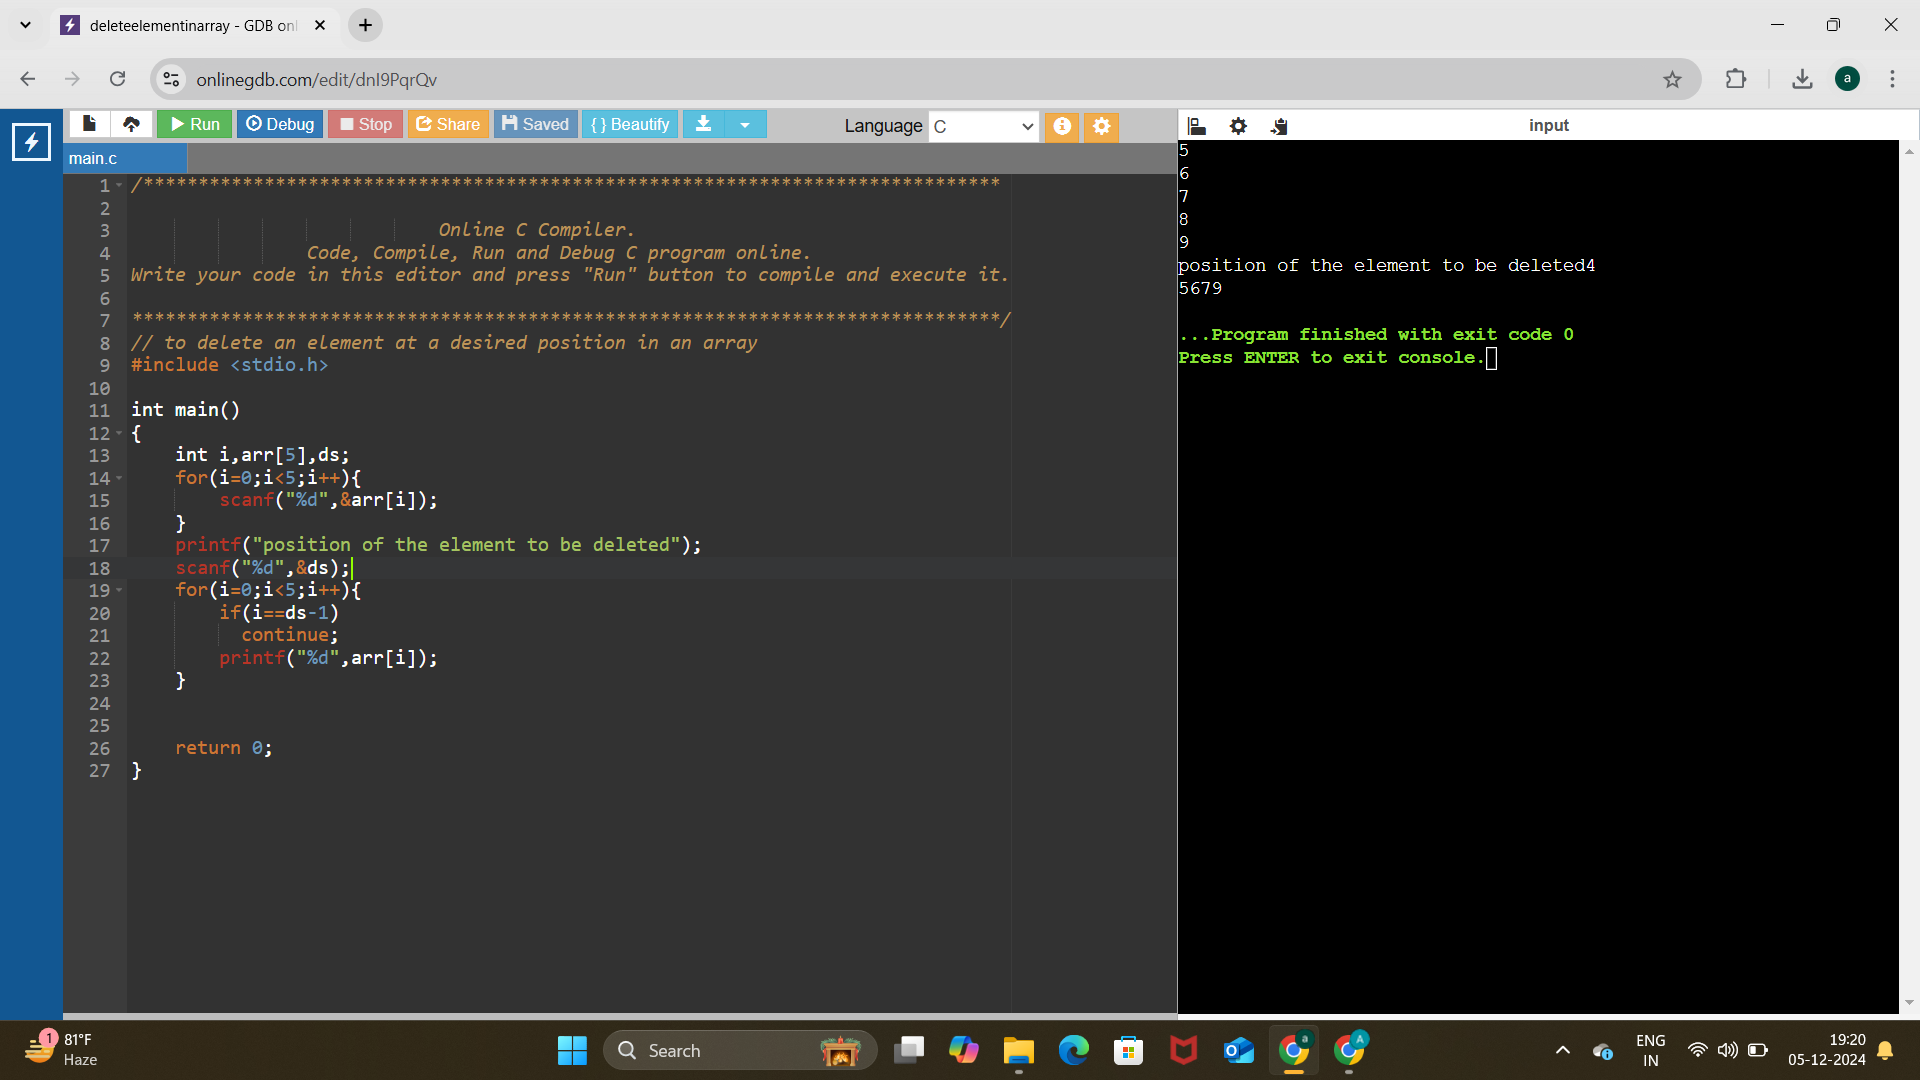 deleteelementinarray - GDB onl
onlinegdb.com/edit/dnI9PqrQv
a
Run Debug Stop Share Saved {} Beautify Language C
input
main.c
1 /******************************************************************************
2
3 Online C Compiler.
4 Code, Compile, Run and Debug C program online.
5 Write your code in this editor and press "Run" button to compile and execute it.
6
7 *******************************************************************************/
8 // to delete an element at a desired position in an array
9 #include <stdio.h>
10
11 int main()
12 {
13 int i,arr[5],ds;
14 for(i=0;i<5;i++){
15 scanf("%d",&arr[i]);
16 }
17 printf("position of the element to be deleted");
18 scanf("%d",&ds);
19 for(i=0;i<5;i++){
20 if(i==ds-1)
21 continue;
22 printf("%d",arr[i]);
23 }
24
25
26 return 0;
27 }
5
6
7
8
9
position of the element to be deleted4
5679
...Program finished with exit code 0
Press ENTER to exit console.
1
81°F
Haze
Search
a
A
ENG
IN
19:20
05-12-2024